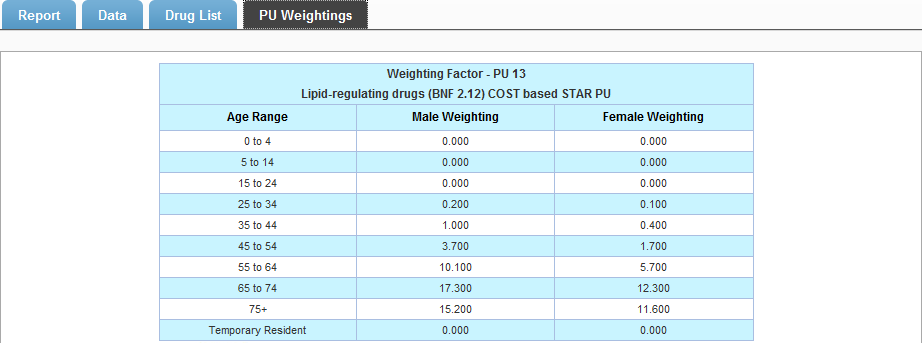 Report Data Drug List PU Weightings
Weighting Factor - PU 13
Lipid-regulating drugs (BNF 2.12) COST based STAR PU
Age Range Male Weighting Female Weighting
0 to 4 0.000 0.000
5 to 14 0.000 0.000
15 to 24 0.000 0.000
25 to 34 0.200 0.100
35 to 44 1.000 0.400
45 to 54 3.700 1.700
55 to 64 10.100 5.700
65 to 74 17.300 12.300
75+ 15.200 11.600
Temporary Resident 0.000 0.000